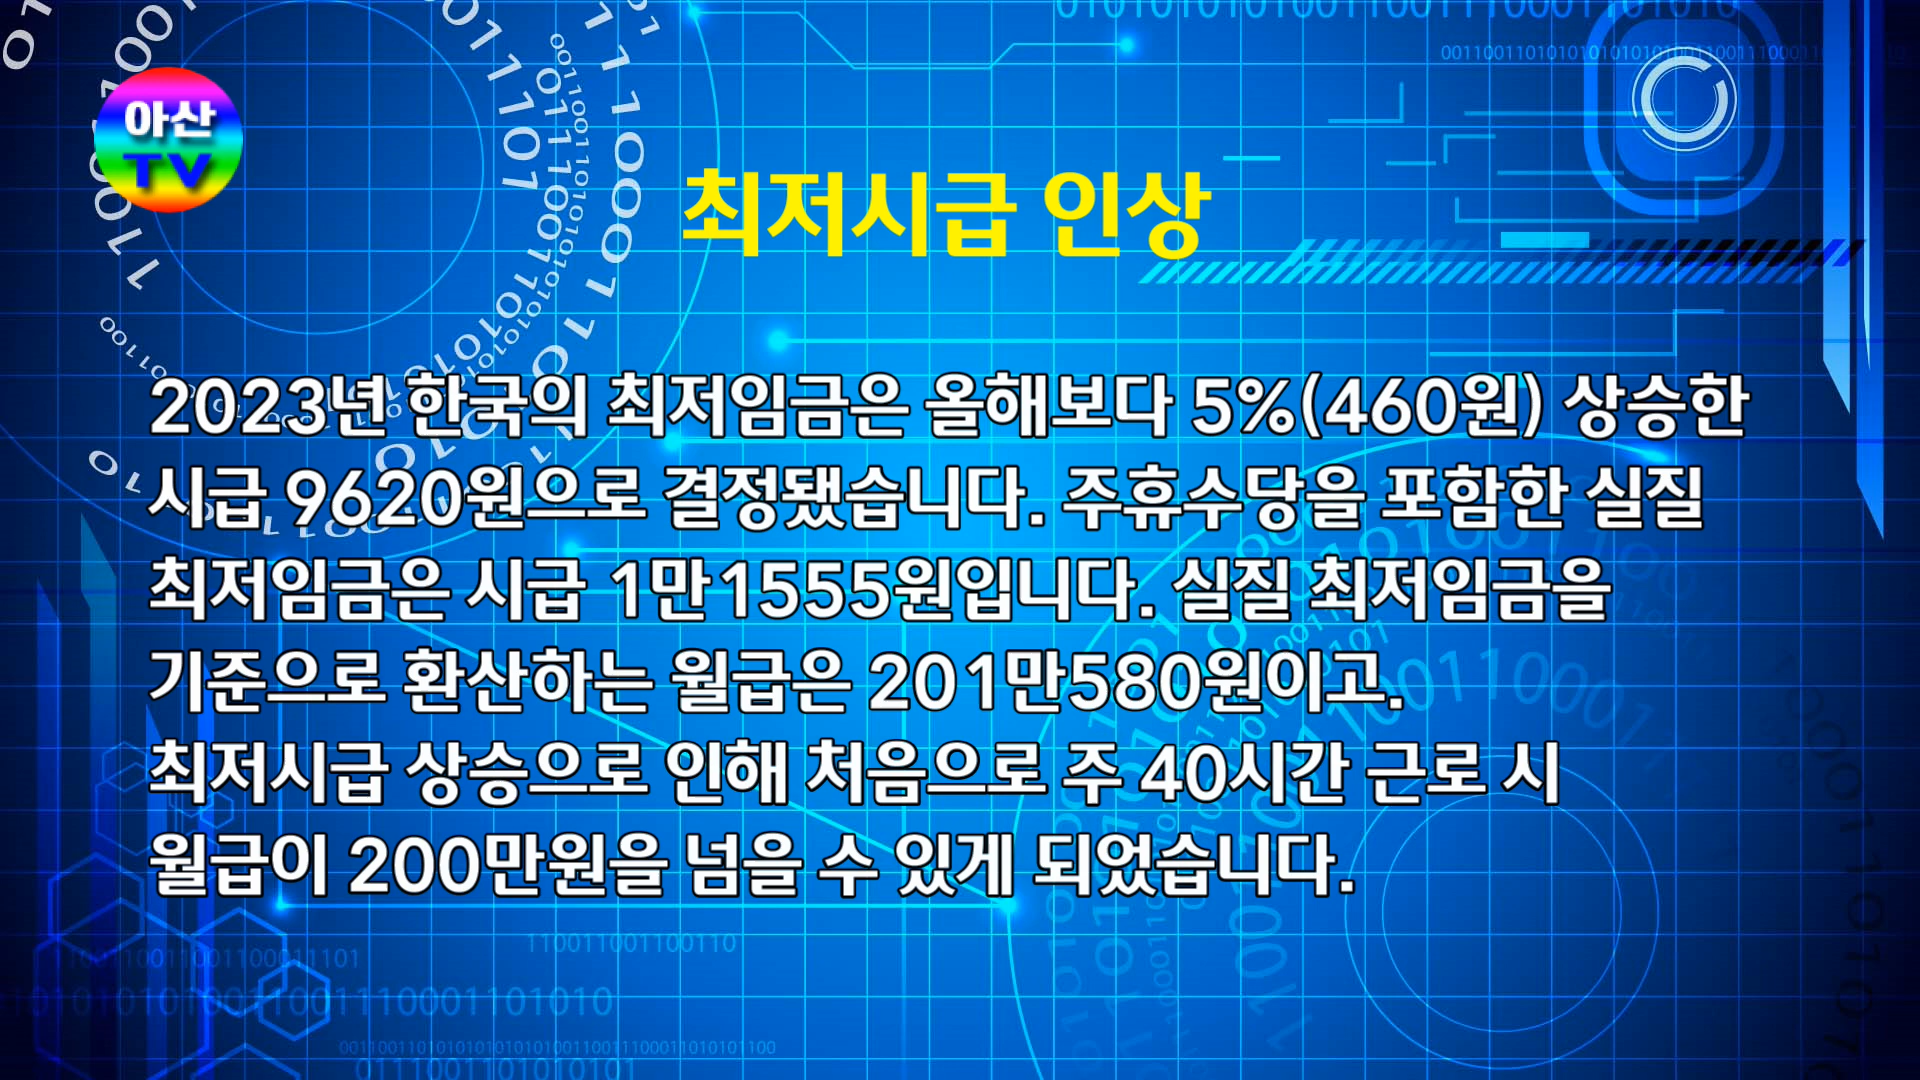 아산
TV
최저시급 인상
2023년 한국의 최저임금은 올해보다 5%(460원) 상승한
시급 9620원으로 결정됐습니다. 주휴수당을 포함한 실질
최저임금은 시급 1만1555원입니다. 실질 최저임금을
기준으로 환산하는 월급은 201만580원이고.
최저시급 상승으로 인해 처음으로 주 40시간 근로 시
월급이 200만원을 넘을 수 있게 되었습니다.